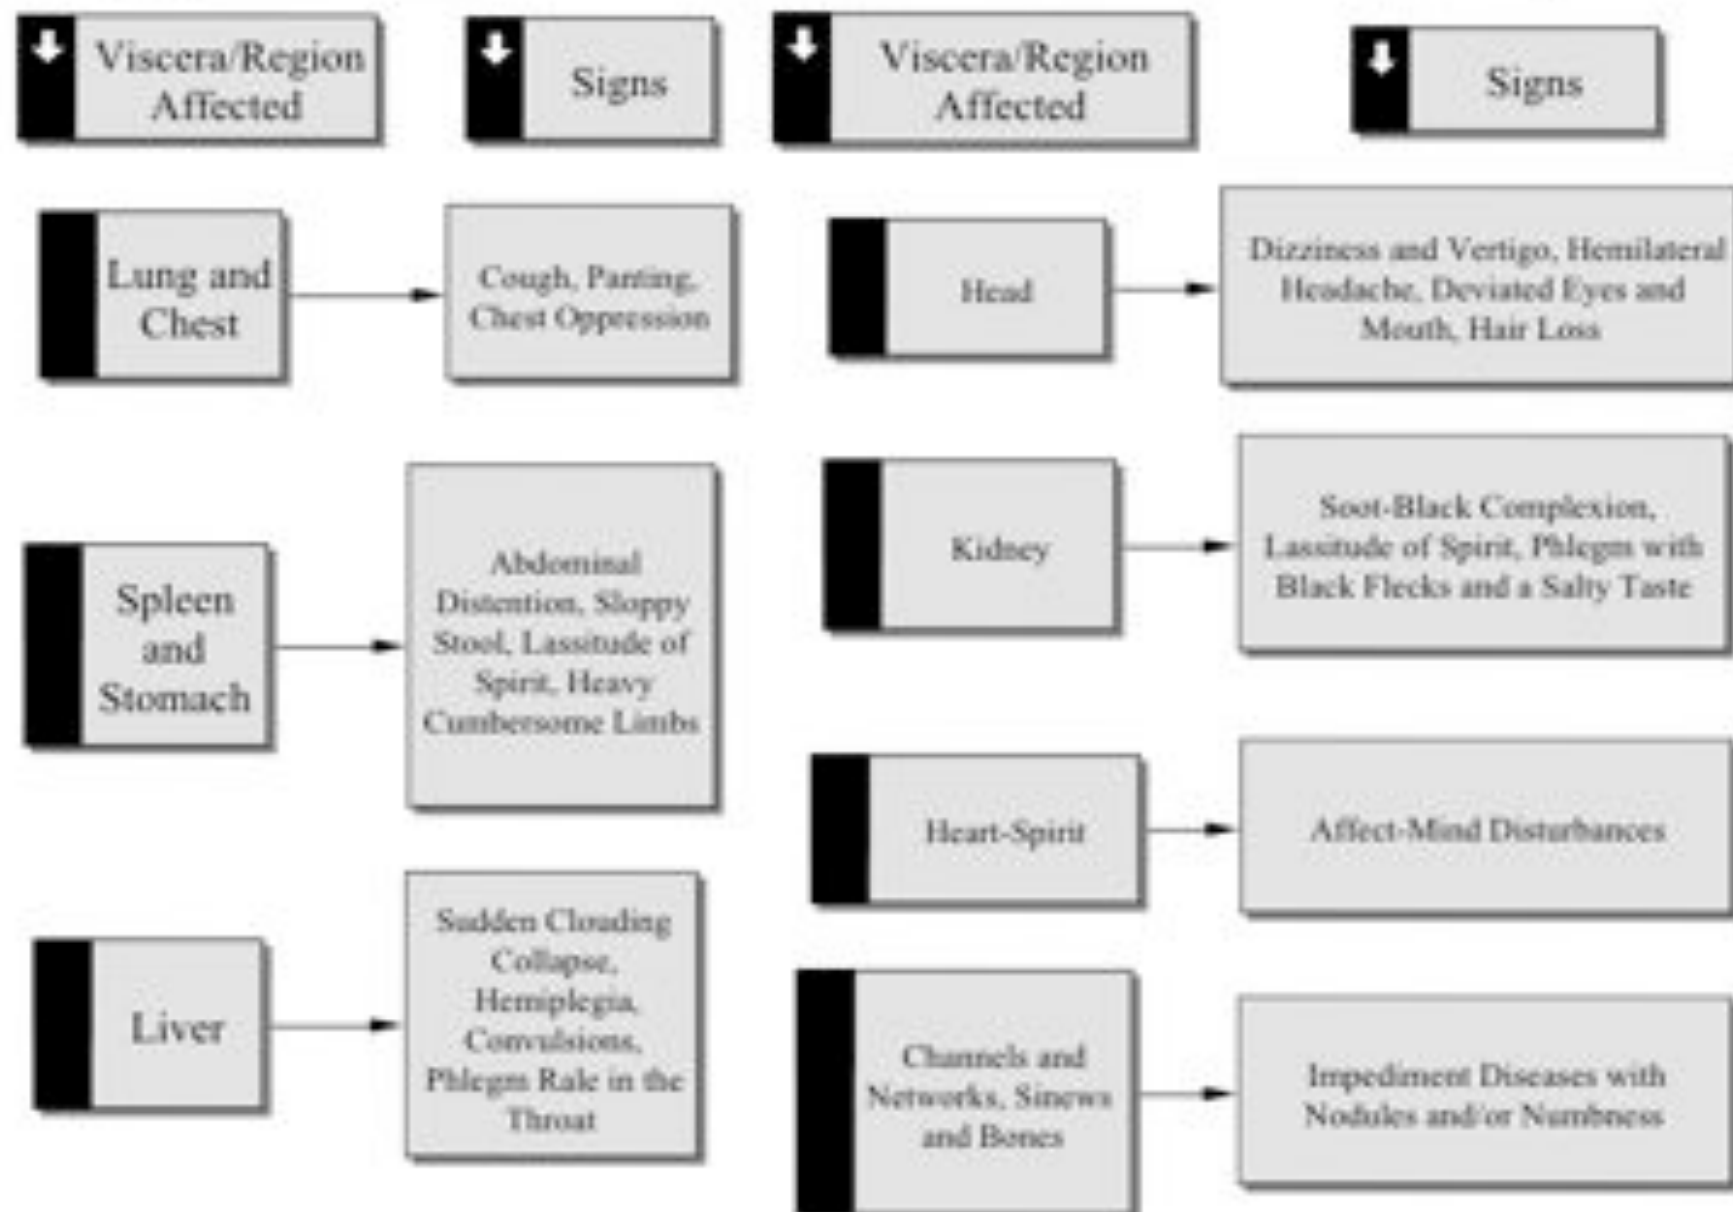 Viscera/Region
Affected
Signs
Lung and
Chest
Cough, Panting,
Chest Oppression
Spleen
and
Stomach
Abdominal
Distention, Sloppy
Stool, Lassitude of
Spirit, Heavy
Cumbersome Limbs
Liver
Sudden Clouding
Collapse,
Hemiplegia,
Convulsions,
Phlegm Rale in the
Throat
Viscera/Region
Affected
Signs
Head
Dizziness and Vertigo, Hemilateral
Headache, Deviated Eyes and
Mouth, Hair Loss
Kidney
Soot-Black Complexion,
Lassitude of Spirit, Phlegm with
Black Flecks and a Salty Taste
Heart-Spirit
Affect-Mind Disturbances
Channels and
Networks, Sinews
and Bones
Impediment Diseases with
Nodules and/or Numbness